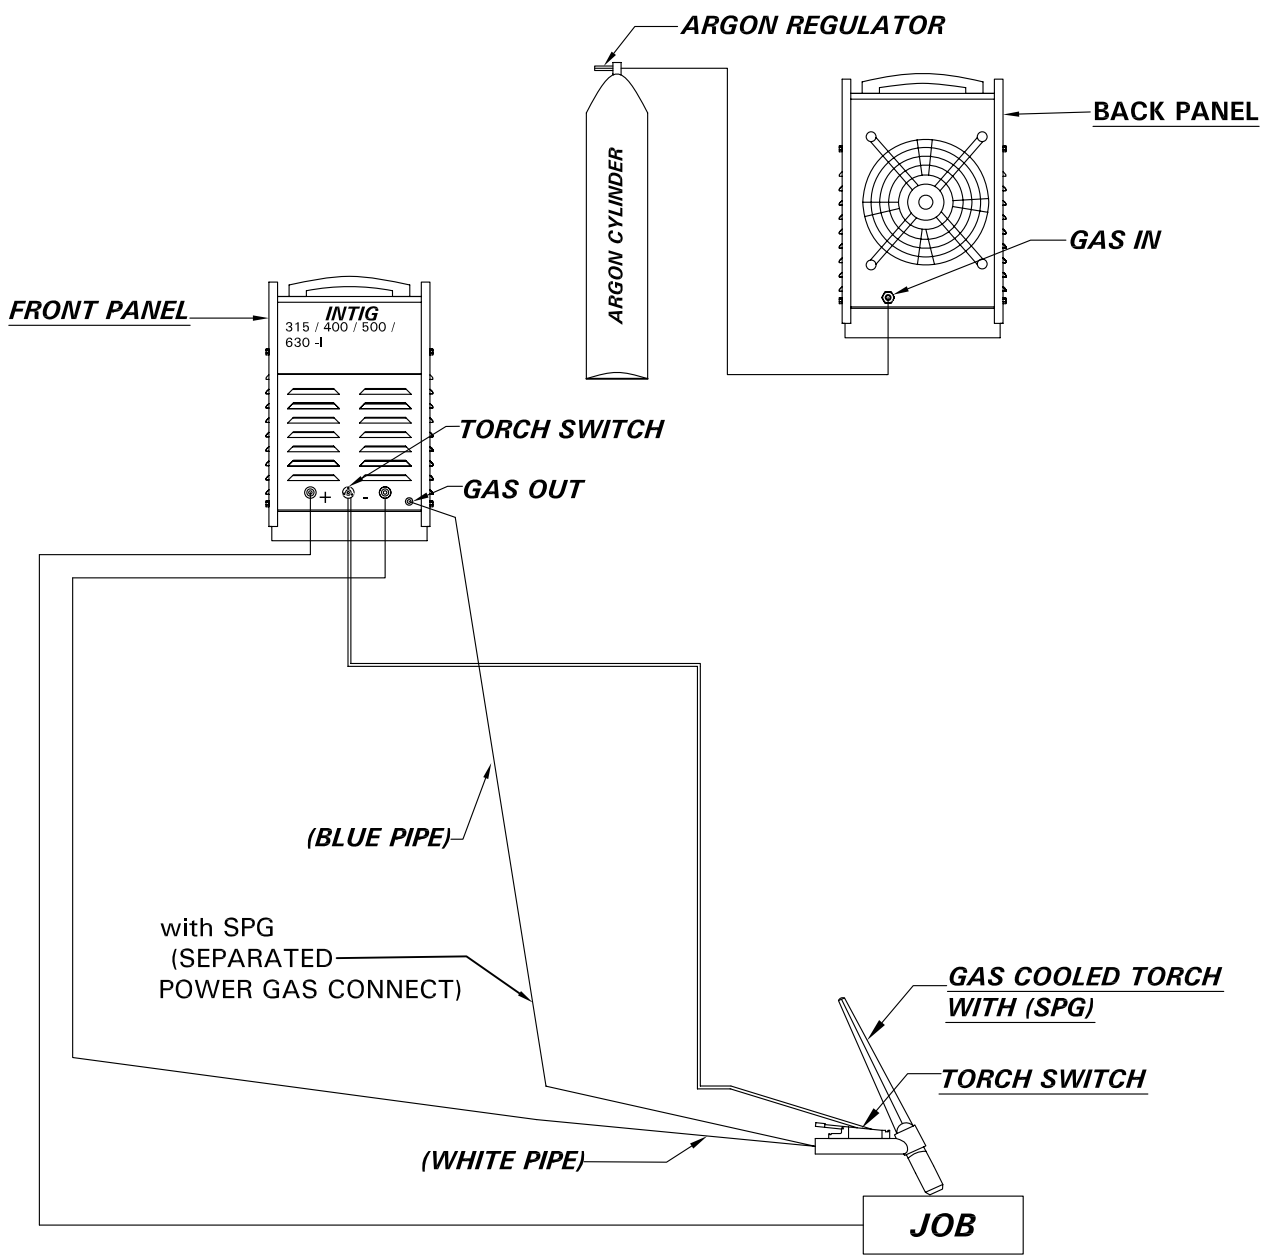 ARGON REGULATOR
BACK PANEL
ARGON CYLINDER
GAS IN
FRONT PANEL
INTIG
315 / 400 / 500 /
630 -I
TORCH SWITCH
GAS OUT
+ -
(BLUE PIPE)
with SPG
(SEPARATED
POWER GAS CONNECT)
GAS COOLED TORCH
WITH (SPG)
TORCH SWITCH
(WHITE PIPE)
JOB